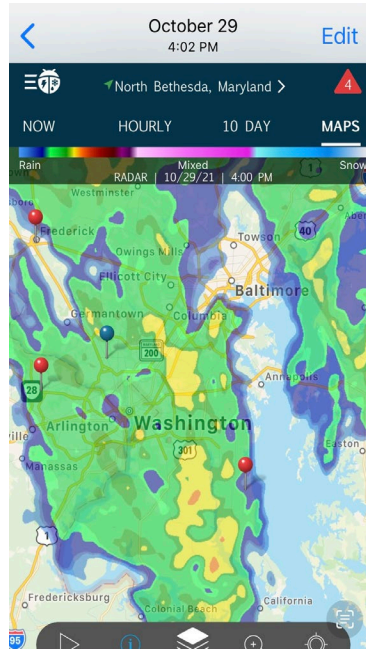 October 29
4:02 PM
Edit
North Bethesda, Maryland
4
NOW HOURLY 10 DAY MAPS
Rain Mixed Snow
RADAR | 10/29/21 | 4:00 PM
Westminster
1
40
Frederick
Towson
Owings Mills
Ellicott City
Baltimore
Germantown
Columbia
200
28
Annapolis
Arlington
Washington
301
Easton
Manassas
1
Fredericksburg
Colonial Beach
California
95